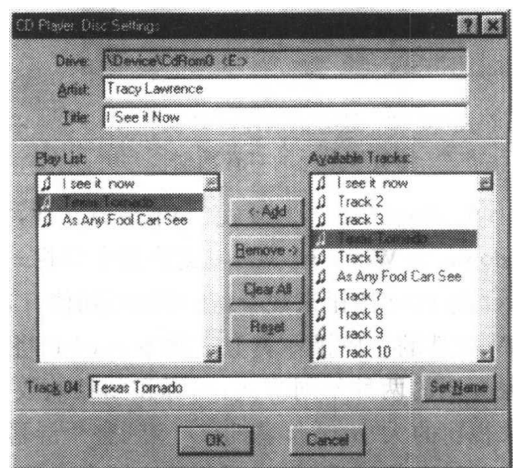 CD Player: Disc Settings
Drive: \Device\CdRom0 <E:>
Artist: Tracy Lawrence
Title: I See it Now
Play List:
I see it now
Texas Tornado
As Any Fool Can See
<- Add
Remove ->
Clear All
Reset
Available Tracks:
I see it now
Track 2
Track 3
Texas Tornado
Track 5
As Any Fool Can See
Track 7
Track 8
Track 9
Track 10
Track 04: Texas Tornado
Set Name
OK
Cancel